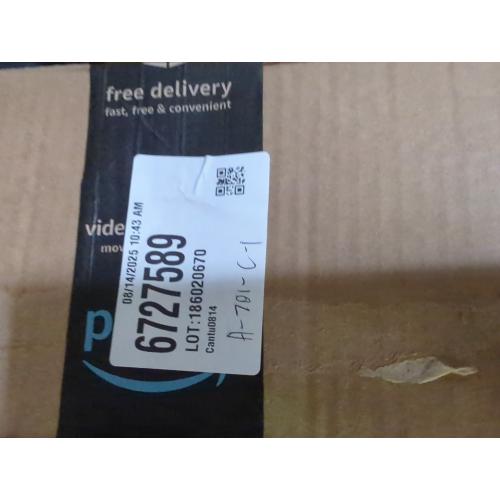 free delivery
fast, free & convenient
vide
mov
p
08/14/2025 10:43 AM
6727589
LOT:186020670
Cantu0814
A-701-C-1